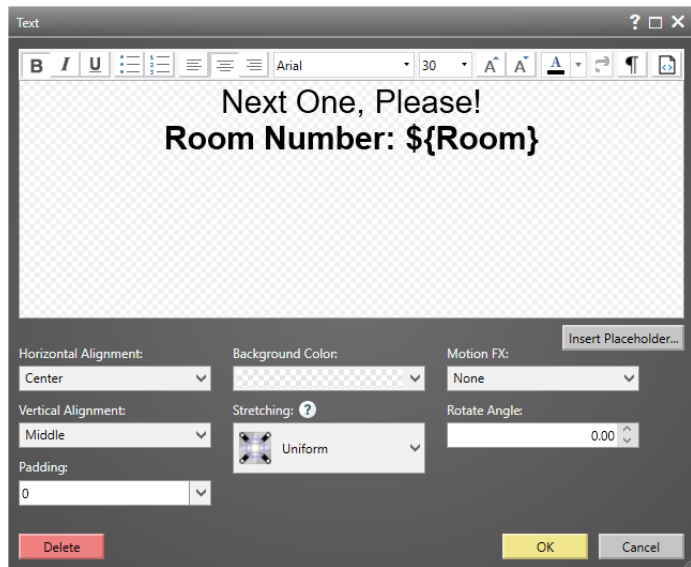 Text
?
B I U Arial 30 A A A ¶
Next One, Please!
Room Number: ${Room}
Insert Placeholder...
Horizontal Alignment: Background Color: Motion FX:
Center None
Vertical Alignment: Stretching: ? Rotate Angle:
Middle Uniform 0.00
Padding:
0
Delete OK Cancel